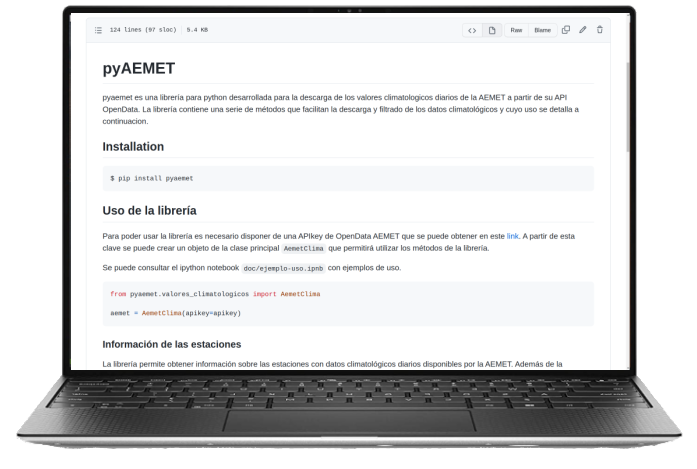 124 lines (97 sloc) 5.4 KB
<> Raw Blame
pyAEMET
pyaemet es una librería para python desarrollada para la descarga de los valores climatologicos diarios de la AEMET a partir de su API
OpenData. La librería contiene una serie de métodos que facilitan la descarga y filtrado de los datos climatológicos y cuyo uso se detalla a
continuacion.
Installation
$ pip install pyaemet
Uso de la librería
Para poder usar la librería es necesario disponer de una APIkey de OpenData AEMET que se puede obtener en este link. A partir de esta
clave se puede crear un objeto de la clase principal AemetClima que permitirá utilizar los métodos de la librería.
Se puede consultar el ipython notebook doc/ejemplo-uso.ipnb con ejemplos de uso.
from pyaemet.valores_climatologicos import AemetClima
aemet = AemetClima(apikey=apikey)
Información de las estaciones
La librería permite obtener información sobre las estaciones con datos climatológicos diarios disponibles por la AEMET. Además de la